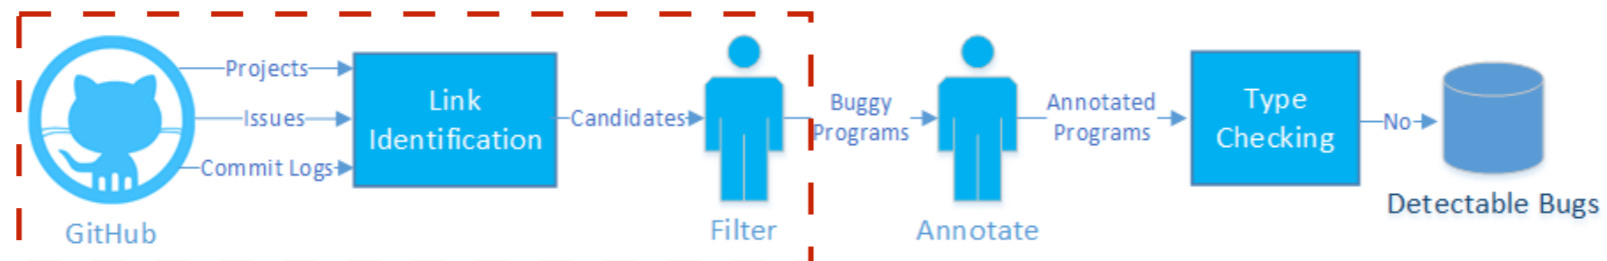 Projects
Issues
Commit Logs
GitHub
Link
Identification
Candidates
Filter
Buggy
Programs
Annotate
Annotated
Programs
Type
Checking
No
Detectable Bugs